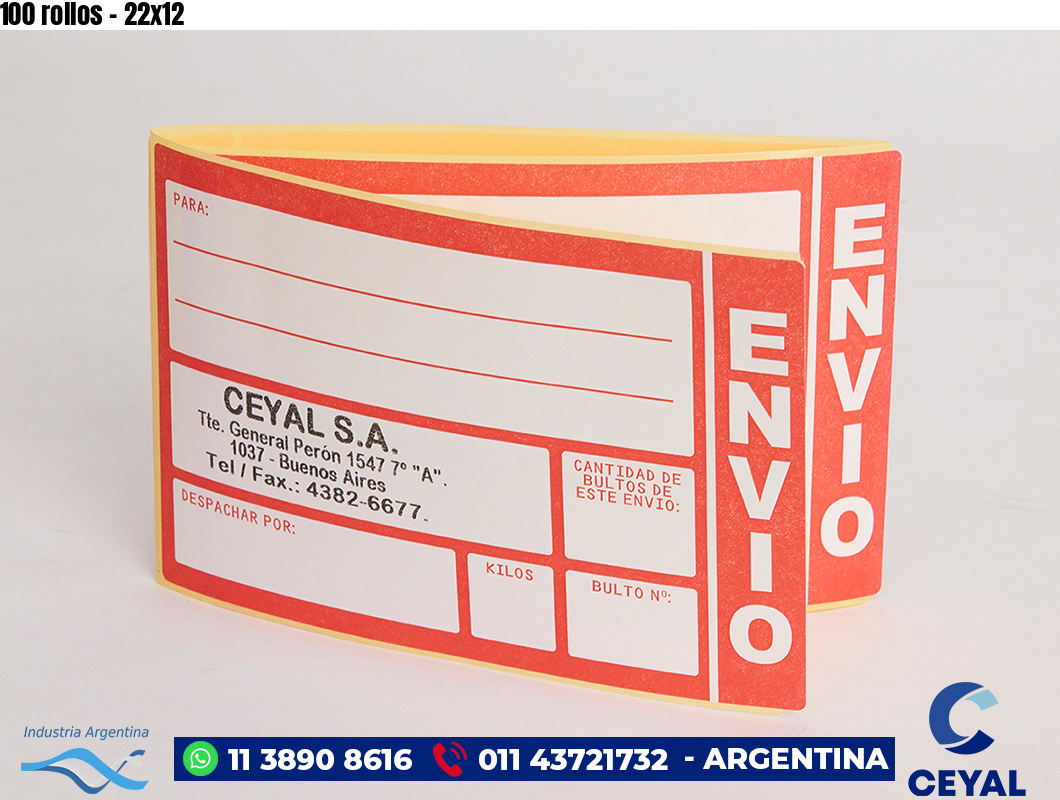 100 rollos - 22x12
PARA:
CEYAL S.A.
Tte. General Perón 1547 7º "A".
1037 - Buenos Aires
Tel / Fax.: 4382-6677.
DESPACHAR POR:
KILOS
CANTIDAD DE
BULTOS DE
ESTE ENVIO:
BULTO Nº:
ENVIO
ENVIO
Industria Argentina
11 3890 8616 011 43721732 - ARGENTINA
CEYAL